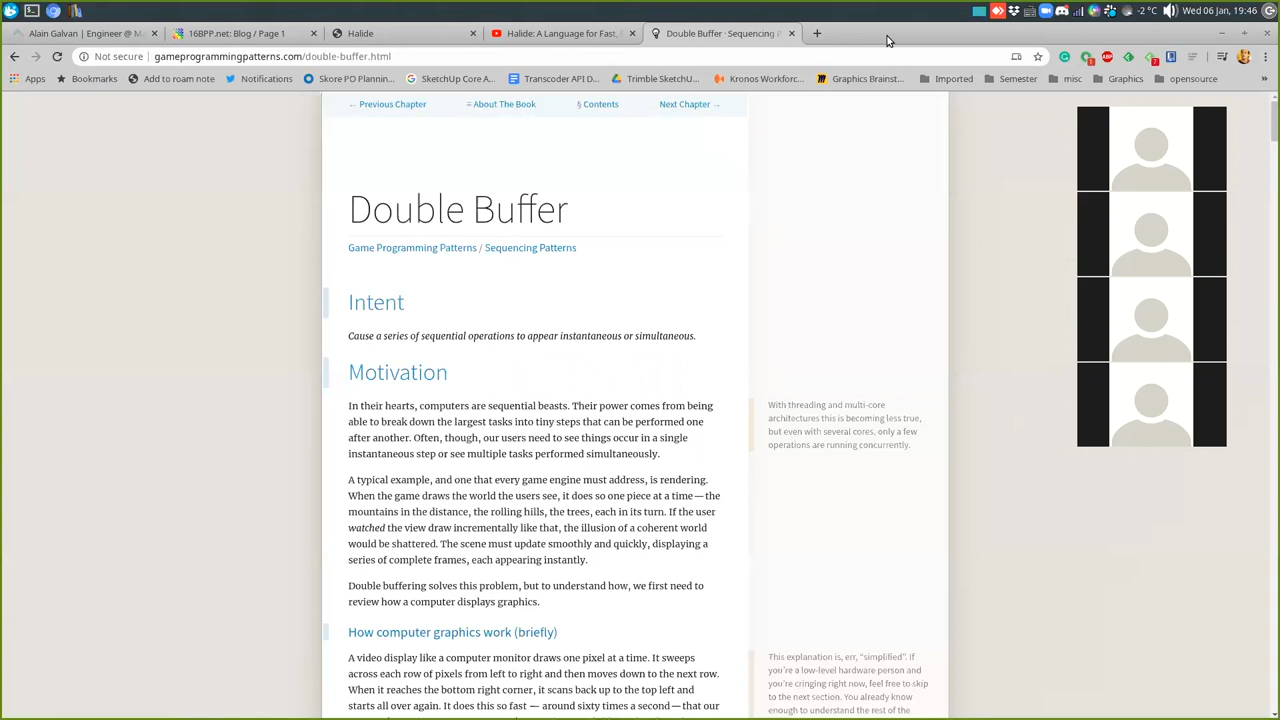 -2 °C Wed 06 Jan, 19:46
Alain Galvan | Engineer @ M
16BPP.net: Blog / Page 1
Halide
Halide: A Language for Fast,
Double Buffer · Sequencing P
Not secure gameprogrammingpatterns.com/double-buffer.html
Apps Bookmarks Add to roam note Notifications Skore PO Planning... SketchUp Core A... Transcoder API D... Trimble SketchU... Kronos Workforc... Graphics Brainst... Imported Semester misc Graphics opensource
← Previous Chapter ≡ About The Book § Contents Next Chapter →
Double Buffer
Game Programming Patterns / Sequencing Patterns
Intent
Cause a series of sequential operations to appear instantaneous or simultaneous.
Motivation
In their hearts, computers are sequential beasts. Their power comes from being
able to break down the largest tasks into tiny steps that can be performed one
after another. Often, though, our users need to see things occur in a single
instantaneous step or see multiple tasks performed simultaneously.
With threading and multi-core
architectures this is becoming less true,
but even with several cores, only a few
operations are running concurrently.
A typical example, and one that every game engine must address, is rendering.
When the game draws the world the users see, it does so one piece at a time — the
mountains in the distance, the rolling hills, the trees, each in its turn. If the user
watched the view draw incrementally like that, the illusion of a coherent world
would be shattered. The scene must update smoothly and quickly, displaying a
series of complete frames, each appearing instantly.
Double buffering solves this problem, but to understand how, we first need to
review how a computer displays graphics.
How computer graphics work (briefly)
A video display like a computer monitor draws one pixel at a time. It sweeps
across each row of pixels from left to right and then moves down to the next row.
When it reaches the bottom right corner, it scans back up to the top left and
starts all over again. It does this so fast — around sixty times a second — that our
This explanation is, err, “simplified”. If
you’re a low-level hardware person and
you’re cringing right now, feel free to skip
to the next section. You already know
enough to understand the rest of the